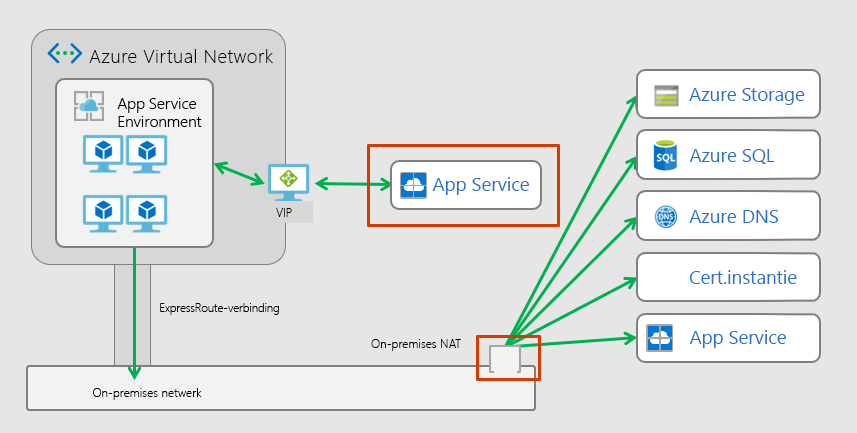 Azure Virtual Network
App Service
Environment
VIP
App Service
Azure Storage
SQL
Azure SQL
DNS
Azure DNS
Cert.instantie
App Service
ExpressRoute-verbinding
On-premises NAT
On-premises netwerk